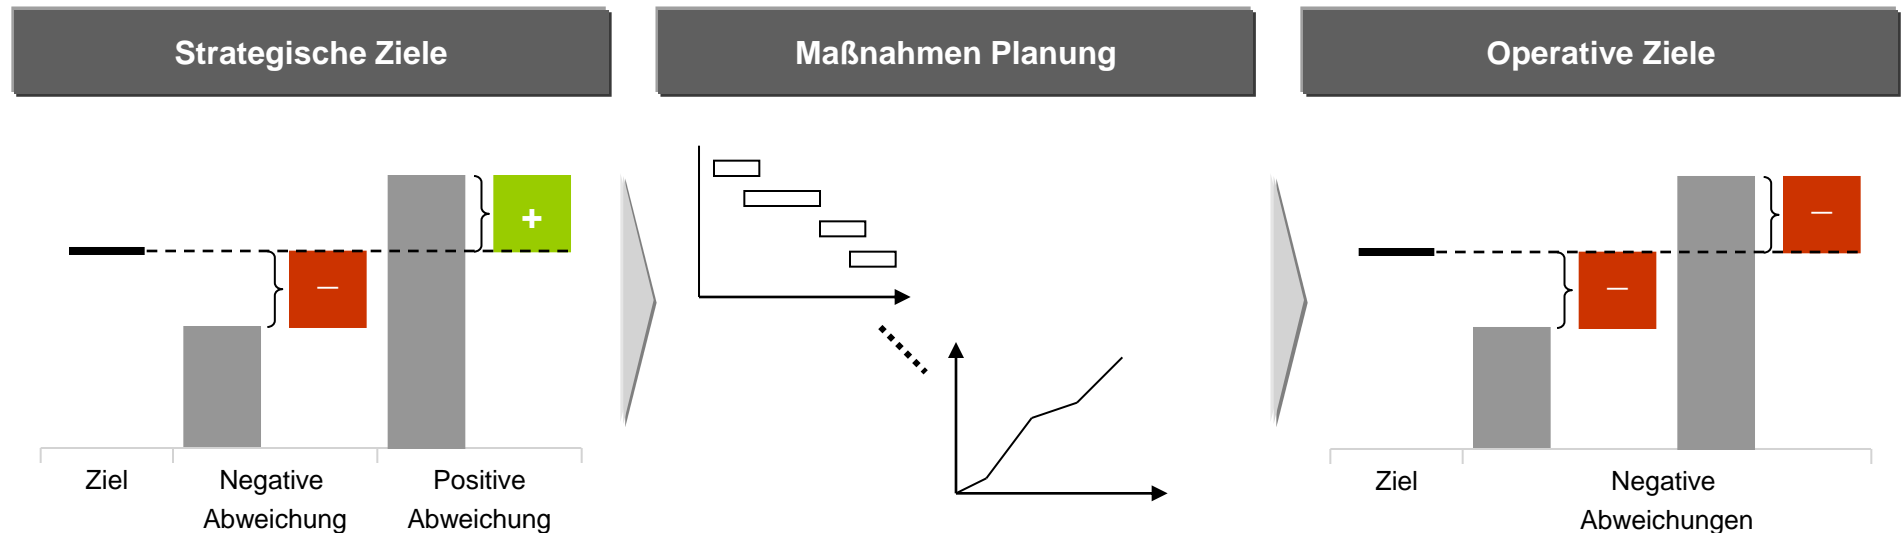 Strategische Ziele
Maßnahmen Planung
Operative Ziele
+
–
Ziel
Negative
Abweichung
Positive
Abweichung
–
–
Ziel
Negative
Abweichungen